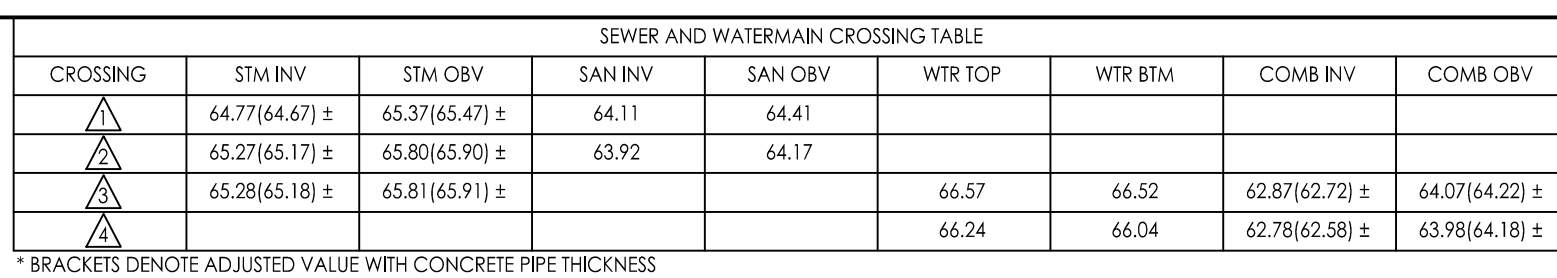 SEWER AND WATERMAIN CROSSING TABLE
CROSSING STM INV STM OBV SAN INV SAN OBV WTR TOP WTR BTM COMB INV COMB OBV
1 64.77(64.67) ± 65.37(65.47) ± 64.11 64.41
2 65.27(65.17) ± 65.80(65.90) ± 63.92 64.17
3 65.28(65.18) ± 65.81(65.91) ± 66.57 66.52 62.87(62.72) ± 64.07(64.22) ±
4 66.24 66.04 62.78(62.58) ± 63.98(64.18) ±
* BRACKETS DENOTE ADJUSTED VALUE WITH CONCRETE PIPE THICKNESS